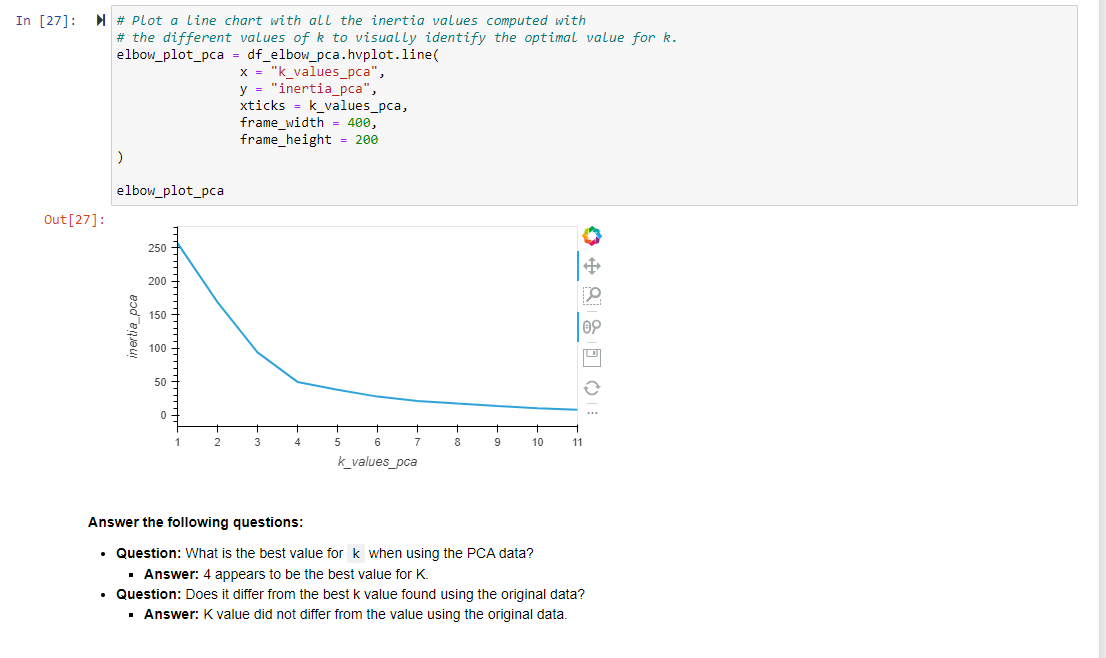 In [27]:
# Plot a line chart with all the inertia values computed with
# the different values of k to visually identify the optimal value for k.
elbow_plot_pca = df_elbow_pca.hvplot.line(
x = "k_values_pca",
y = "inertia_pca",
xticks = k_values_pca,
frame_width = 400,
frame_height = 200
)
elbow_plot_pca
Out[27]:
250
200
150
100
50
0
inertia_pca
1 2 3 4 5 6 7 8 9 10 11
k_values_pca
Answer the following questions:
• Question: What is the best value for k when using the PCA data?
▪ Answer: 4 appears to be the best value for K.
• Question: Does it differ from the best k value found using the original data?
▪ Answer: K value did not differ from the value using the original data.